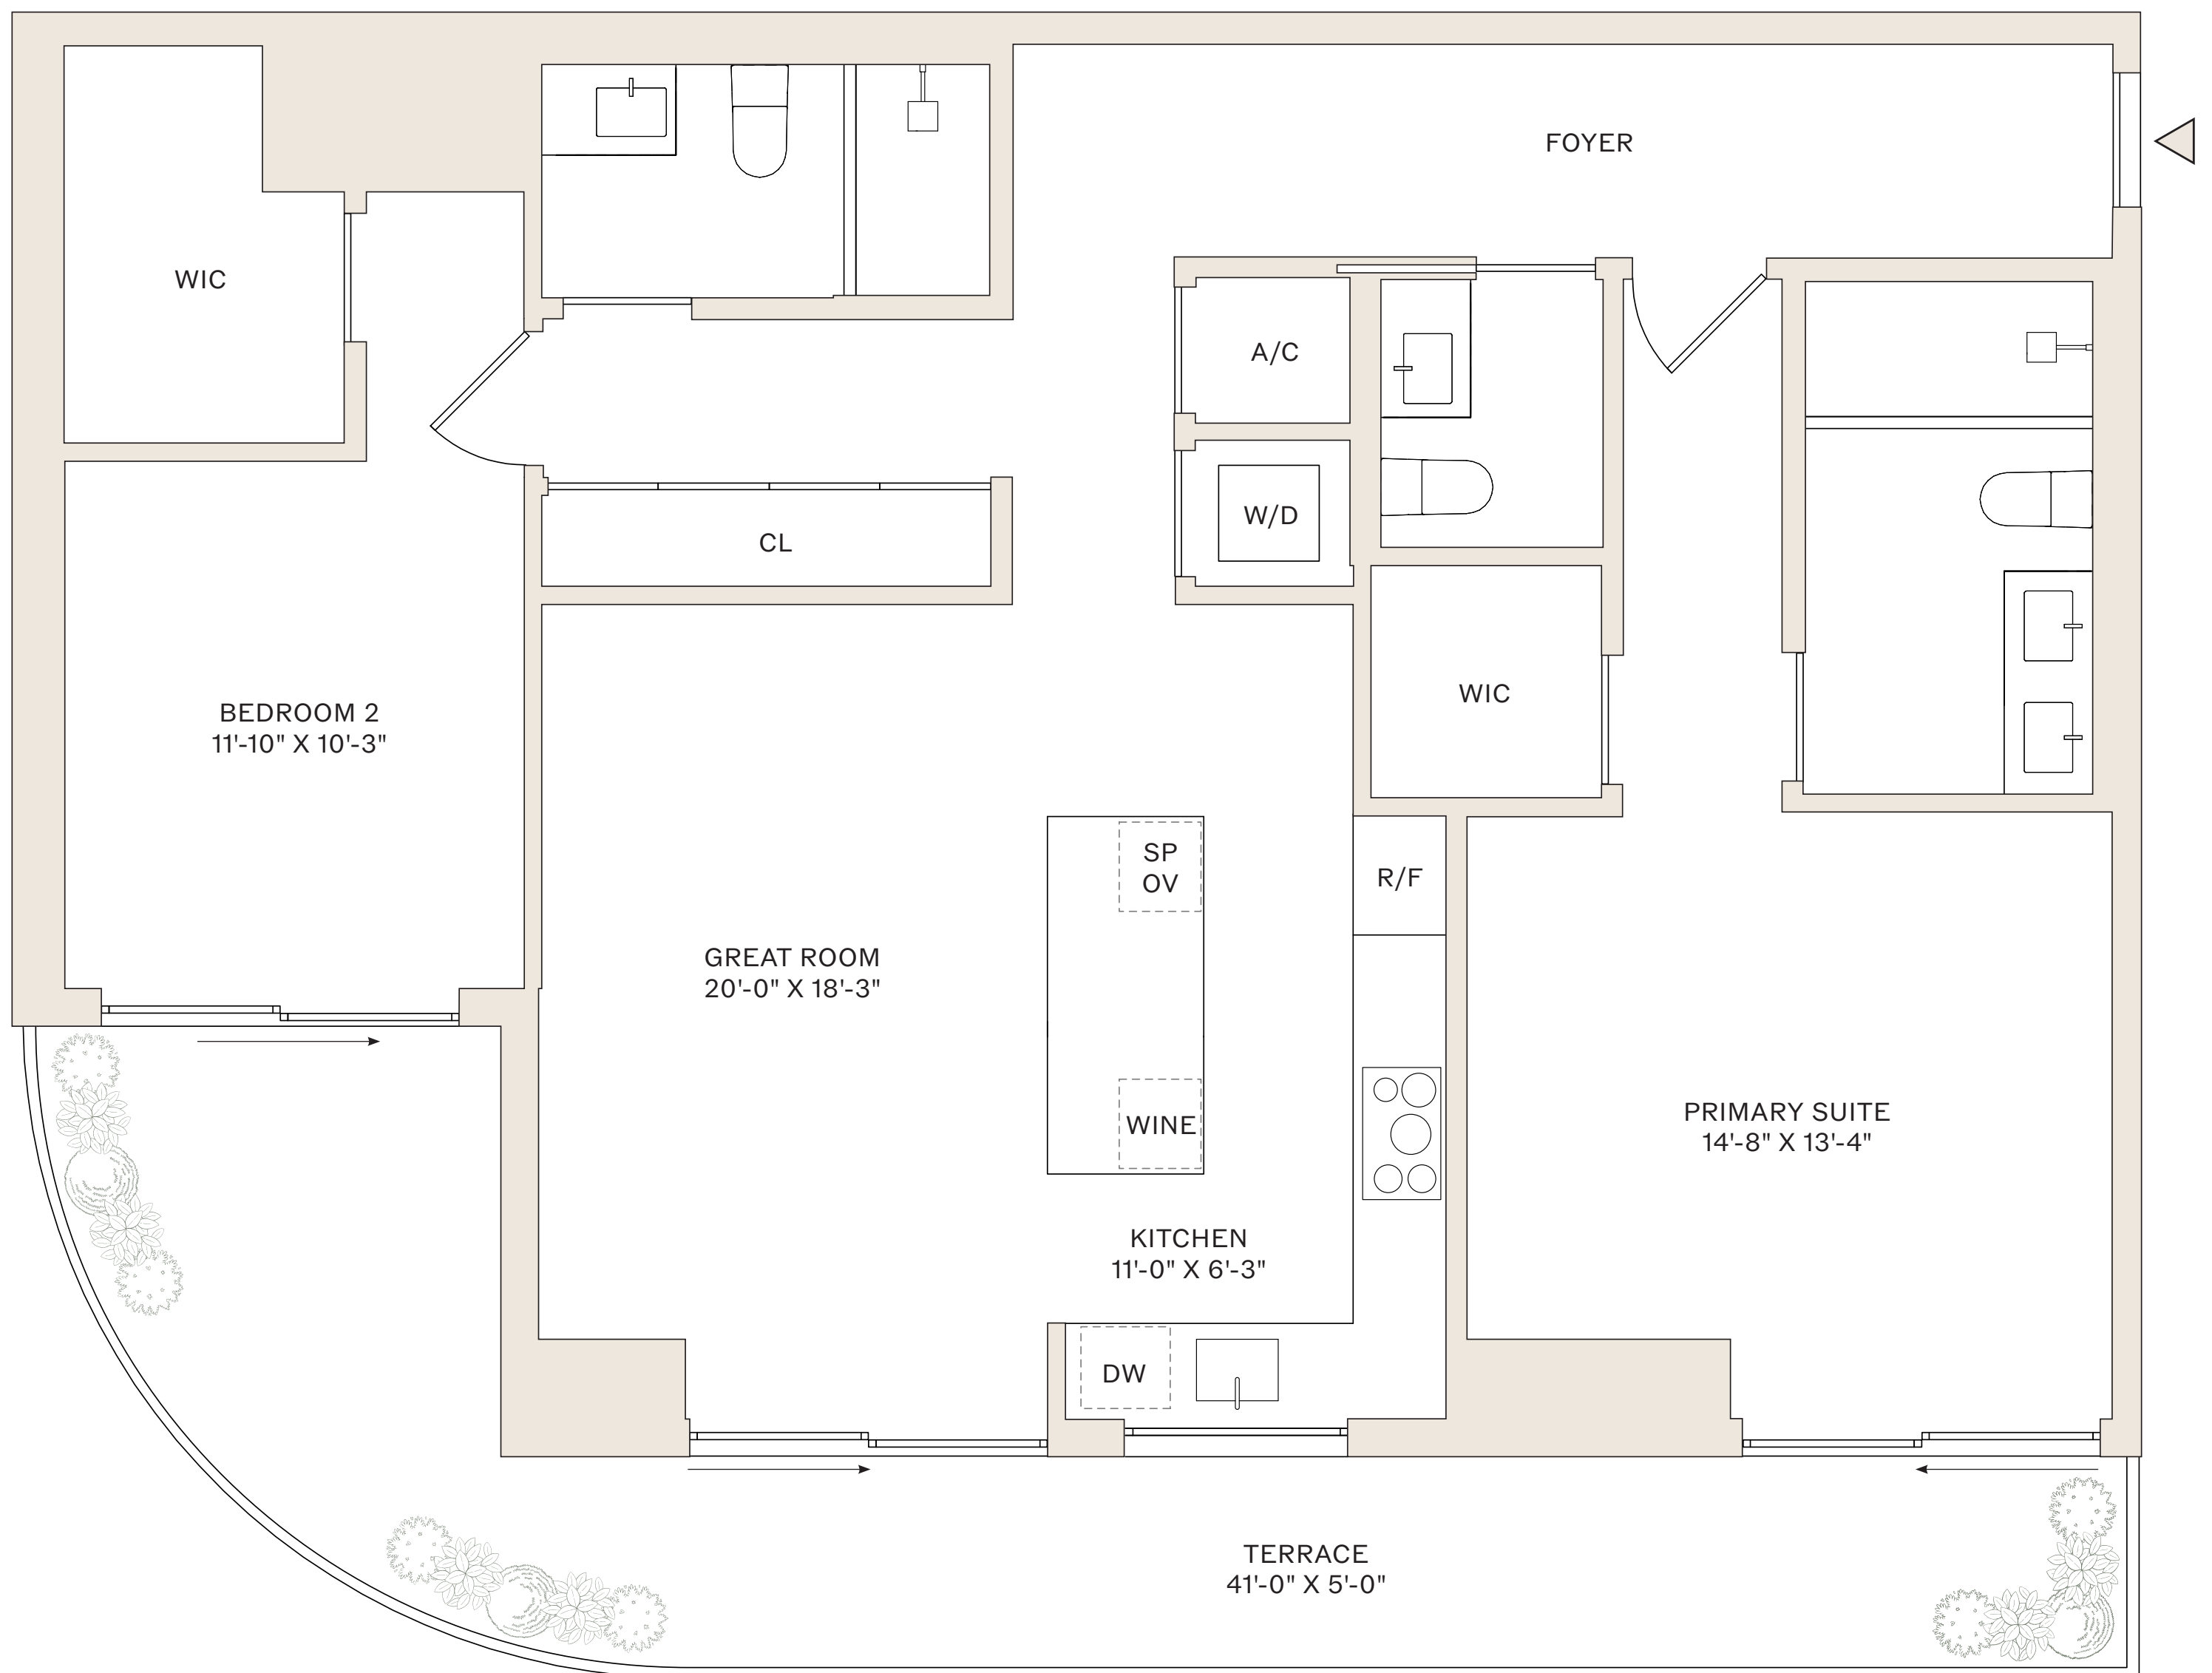 FOYER
WIC
A/C
W/D
CL
WIC
BEDROOM 2
11'-10" X 10'-3"
SP
OV
R/F
GREAT ROOM
20'-0" X 18'-3"
WINE
PRIMARY SUITE
14'-8" X 13'-4"
KITCHEN
11'-0" X 6'-3"
DW
TERRACE
41'-0" X 5'-0"